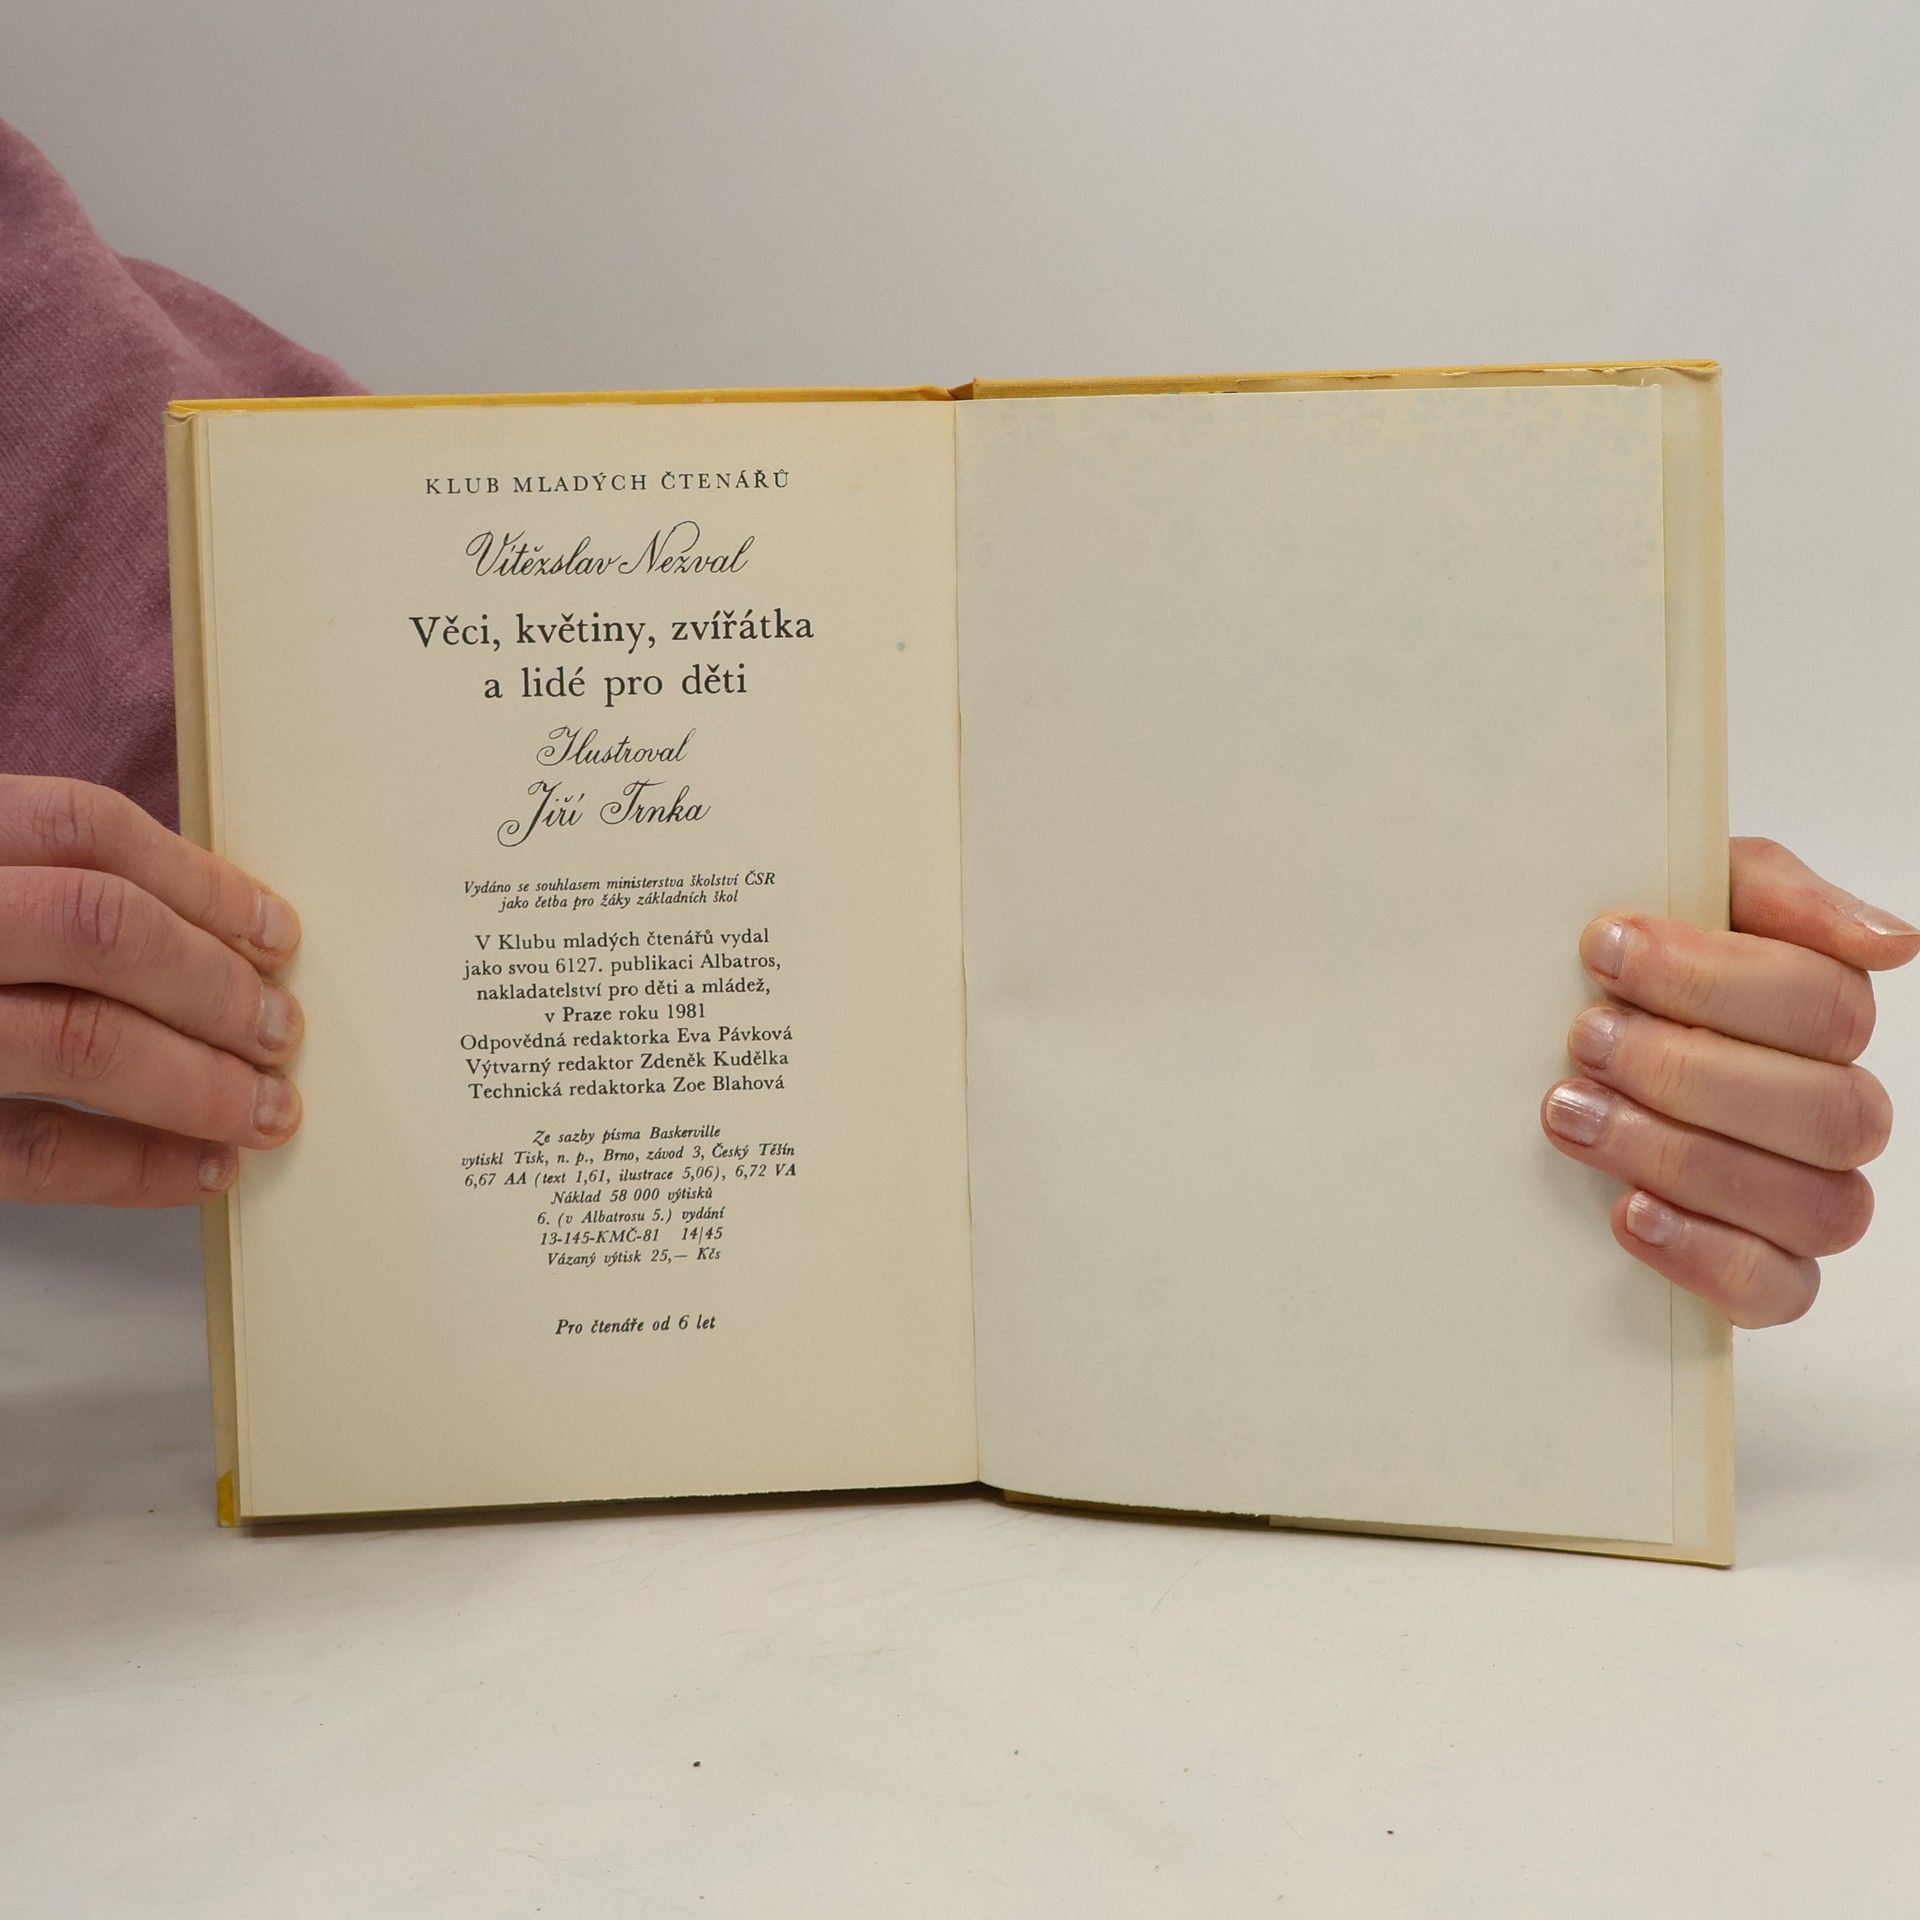 KLUB MLADÝCH ČTENÁŘŮ
Vítězslav Nezval
Věci, květiny, zvířátka
a lidé pro děti
Ilustroval
Jiří Trnka
Vydáno se souhlasem ministerstva školství ČSR
jako četba pro žáky základních škol
V Klubu mladých čtenářů vydal
jako svou 6127. publikaci Albatros,
nakladatelství pro děti a mládež,
v Praze roku 1981
Odpovědná redaktorka Eva Pávková
Výtvarný redaktor Zdeněk Kudělka
Technická redaktorka Zoe Blahová
Ze sazby písma Baskerville
vytiskl Tisk, n. p., Brno, závod 3, Český Těšín
6,67 AA (text 1,61, ilustrace 5,06), 6,72 VA
Náklad 58 000 výtisků
6. (v Albatrosu 5.) vydání
13-145-KMČ-81 14|45
Vázaný výtisk 25,— Kčs
Pro čtenáře od 6 let